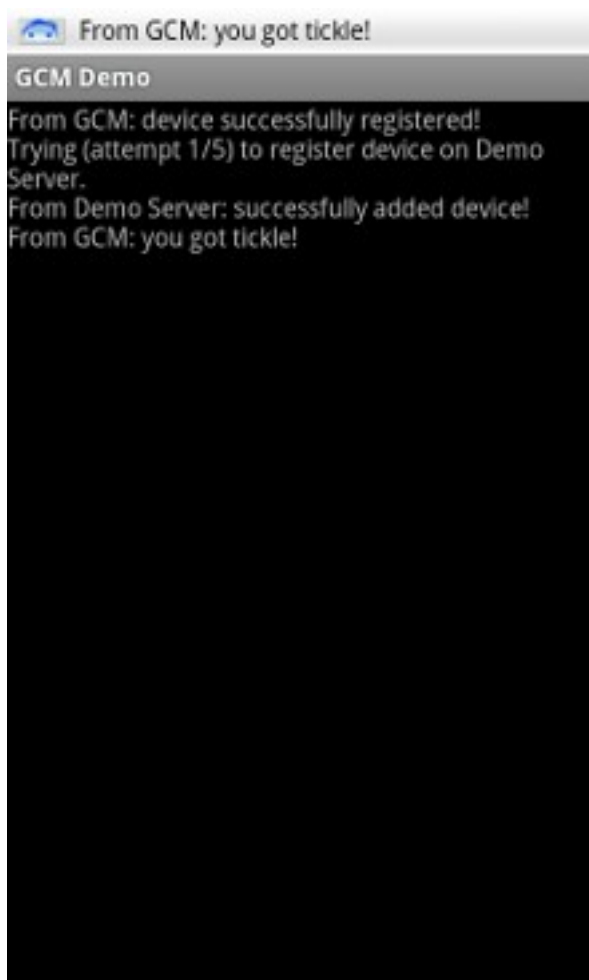 From GCM: you got tickle!
GCM Demo
From GCM: device successfully registered!
Trying (attempt 1/5) to register device on Demo
Server.
From Demo Server: successfully added device!
From GCM: you got tickle!